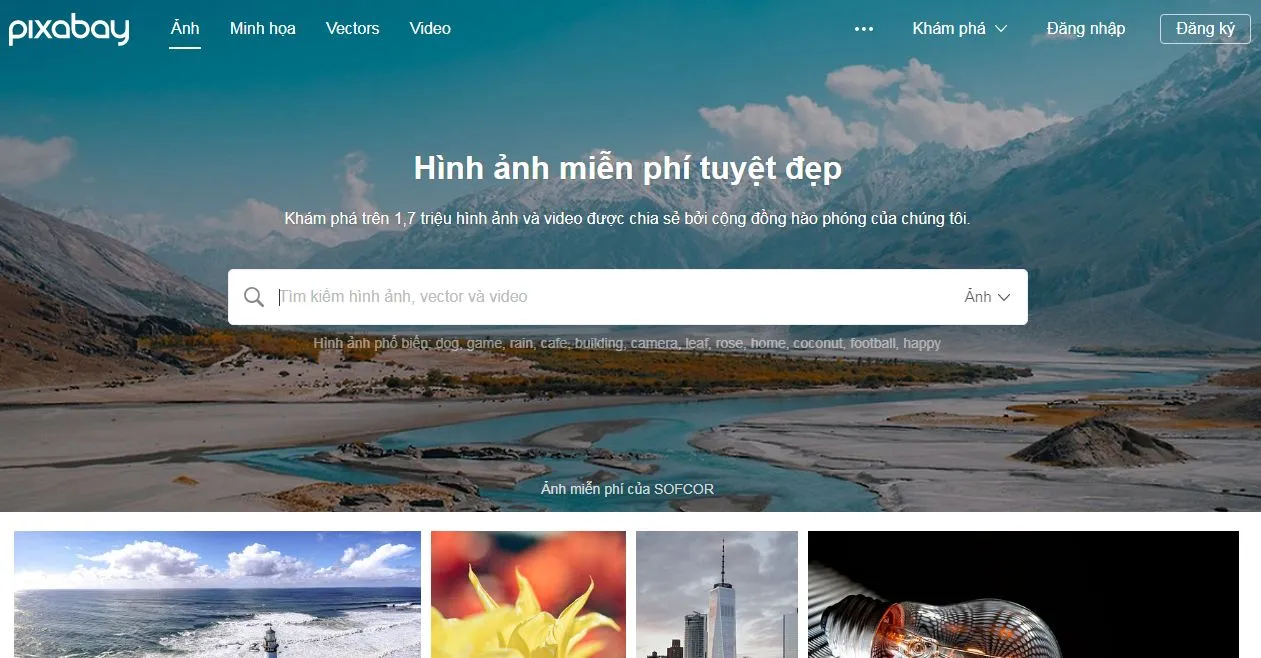 pixabay Ảnh Minh họa Vectors Video ••• Khám phá Đăng nhập Đăng ký
Hình ảnh miễn phí tuyệt đẹp
Khám phá trên 1,7 triệu hình ảnh và video được chia sẻ bởi cộng đồng hào phóng của chúng tôi.
Tìm kiếm hình ảnh, vector và video Ảnh
Hình ảnh phổ biến: dog, game, rain, cafe, building, camera, leaf, rose, home, coconut, football, happy
Ảnh miễn phí của SOFCOR